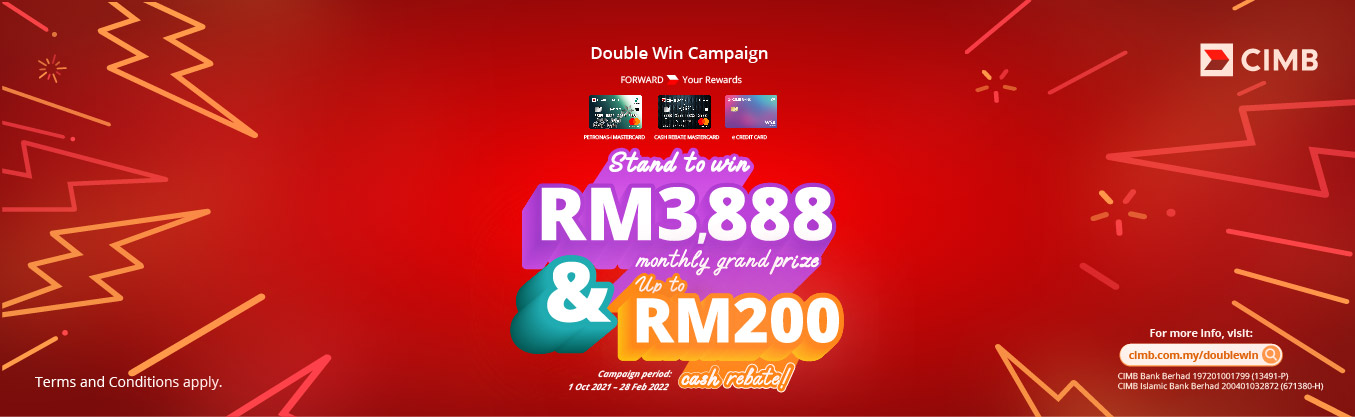 Double Win Campaign
FORWARD Your Rewards
CIMB
PETRONAS-i MASTERCARD
CASH REBATE MASTERCARD
e CREDIT CARD
Stand to win
RM3,888
monthly grand prize
&
Up to
RM200
cash rebate!
Campaign period:
1 Oct 2021 – 28 Feb 2022
Terms and Conditions apply.
For more info, visit:
cimb.com.my/doublewin
CIMB Bank Berhad 197201001799 (13491-P)
CIMB Islamic Bank Berhad 200401032872 (671380-H)